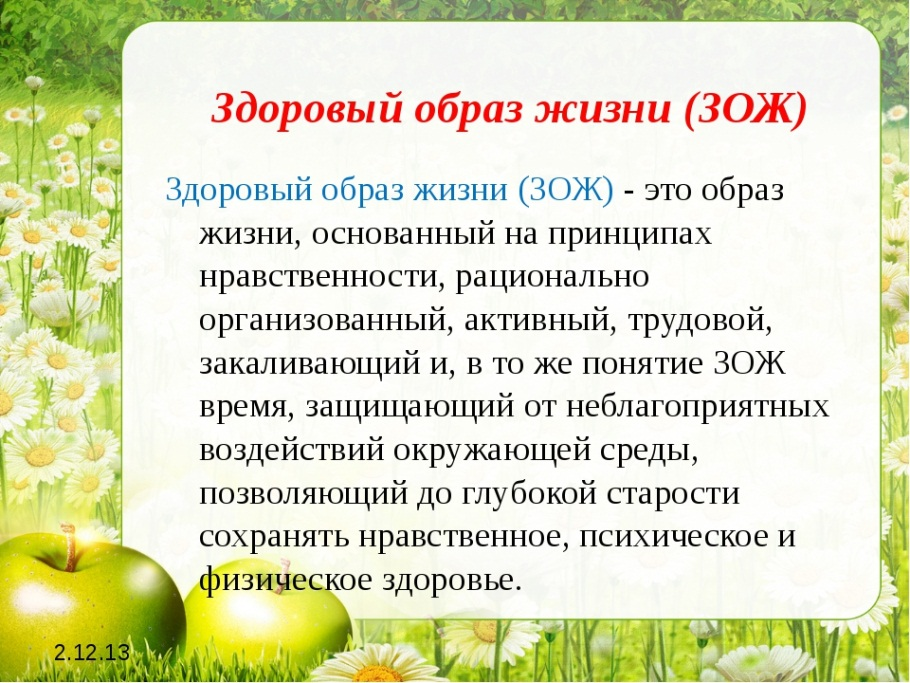 Здоровый образ жизни (ЗОЖ)
Здоровый образ жизни (ЗОЖ) - это образ
жизни, основанный на принципах
нравственности, рационально
организованный, активный, трудовой,
закаливающий и, в то же понятие ЗОЖ
время, защищающий от неблагоприятных
воздействий окружающей среды,
позволяющий до глубокой старости
сохранять нравственное, психическое и
физическое здоровье.
2.12.13